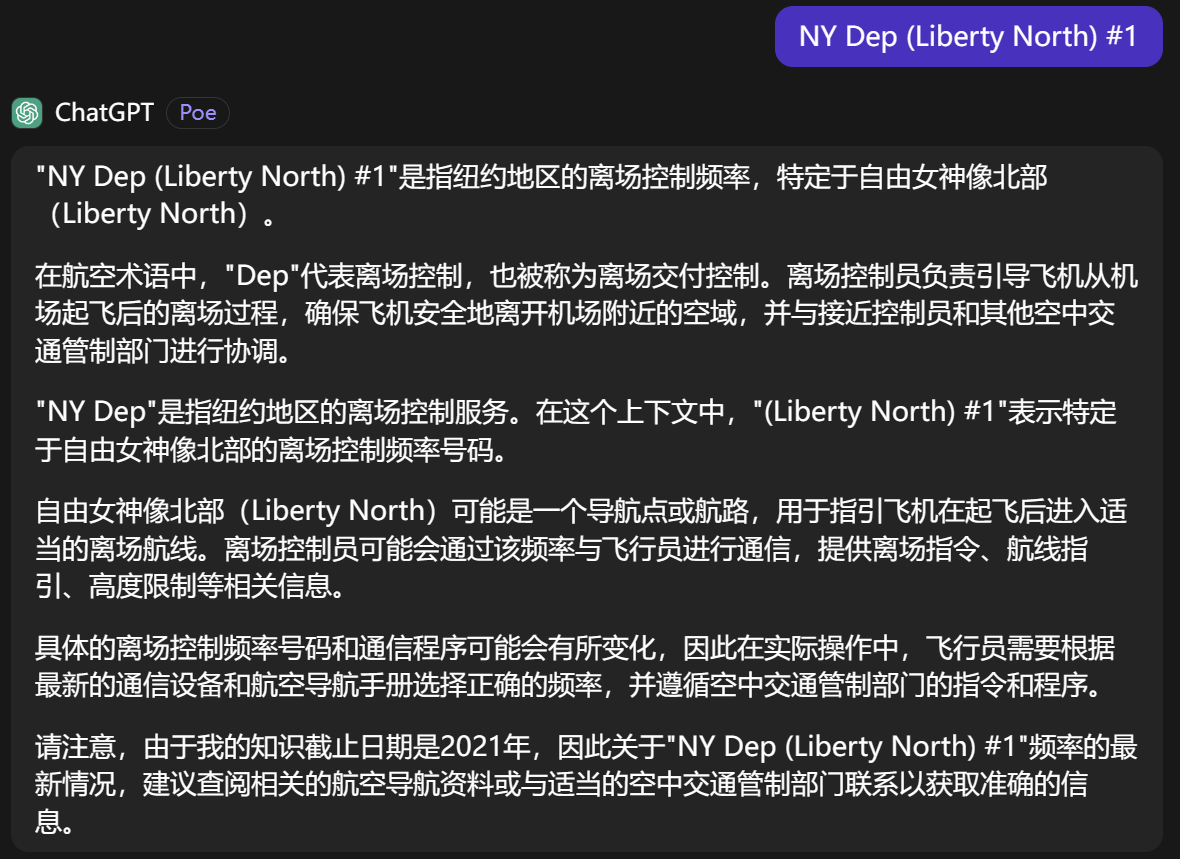 NY Dep (Liberty North) #1
ChatGPT Poe
"NY Dep (Liberty North) #1"是指纽约地区的离场控制频率，特定于自由女神像北部
（Liberty North）。
在航空术语中，"Dep"代表离场控制，也被称为离场交付控制。离场控制员负责引导飞机从机
场起飞后的离场过程，确保飞机安全地离开机场附近的空域，并与接近控制员和其他空中交
通管制部门进行协调。
"NY Dep"是指纽约地区的离场控制服务。在这个上下文中，"(Liberty North) #1"表示特定
于自由女神像北部的离场控制频率号码。
自由女神像北部（Liberty North）可能是一个导航点或航路，用于指引飞机在起飞后进入适
当的离场航线。离场控制员可能会通过该频率与飞行员进行通信，提供离场指令、航线指
引、高度限制等相关信息。
具体的离场控制频率号码和通信程序可能会有所变化，因此在实际操作中，飞行员需要根据
最新的通信设备和航空导航手册选择正确的频率，并遵循空中交通管制部门的指令和程序。
请注意，由于我的知识截止日期是2021年，因此关于"NY Dep (Liberty North) #1"频率的最
新情况，建议查阅相关的航空导航资料或与适当的空中交通管制部门联系以获取准确的信
息。